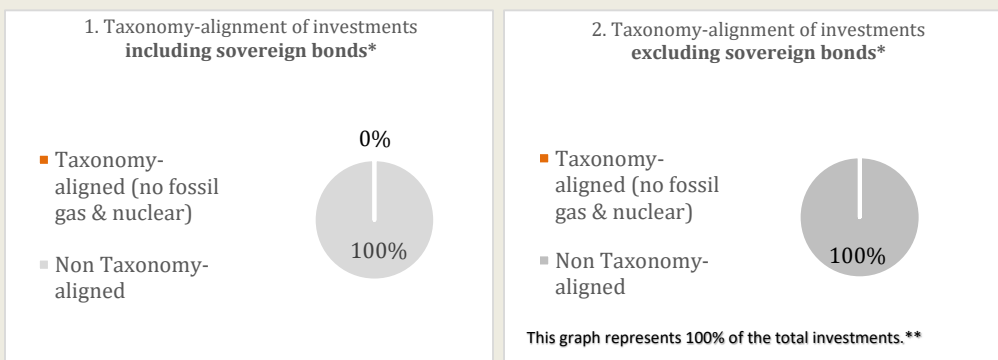 1. Taxonomy-alignment of investments
including sovereign bonds*
Taxonomy-
aligned (no fossil
gas & nuclear)
Non Taxonomy-
aligned
0%
100%
2. Taxonomy-alignment of investments
excluding sovereign bonds*
Taxonomy-
aligned (no fossil
gas & nuclear)
Non Taxonomy-
aligned
100%
This graph represents 100% of the total investments.**